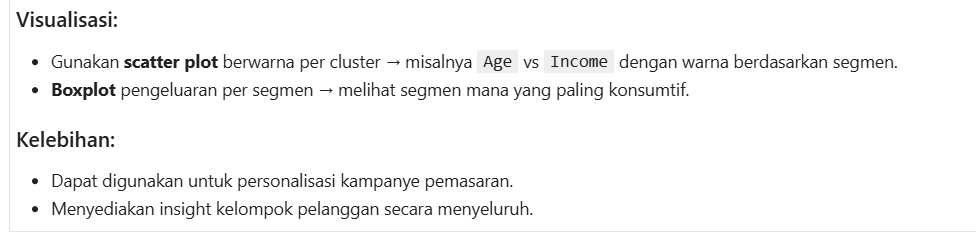 Visualisasi:
• Gunakan scatter plot berwarna per cluster → misalnya Age vs Income dengan warna berdasarkan segmen.
• Boxplot pengeluaran per segmen → melihat segmen mana yang paling konsumtif.
Kelebihan:
• Dapat digunakan untuk personalisasi kampanye pemasaran.
• Menyediakan insight kelompok pelanggan secara menyeluruh.